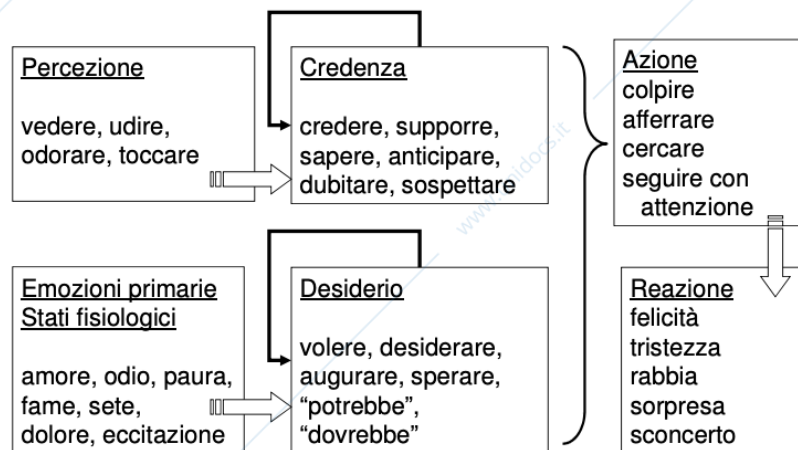 Percezione
vedere, udire,
odorare, toccare
Credenza
credere, supporre,
sapere, anticipare,
dubitare, sospettare
Azione
colpire
afferrare
cercare
seguire con
attenzione
Emozioni primarie
Stati fisiologici
amore, odio, paura,
fame, sete,
dolore, eccitazione
Desiderio
volere, desiderare,
augurare, sperare,
“potrebbe”,
“dovrebbe”
Reazione
felicità
tristezza
rabbia
sorpresa
sconcerto